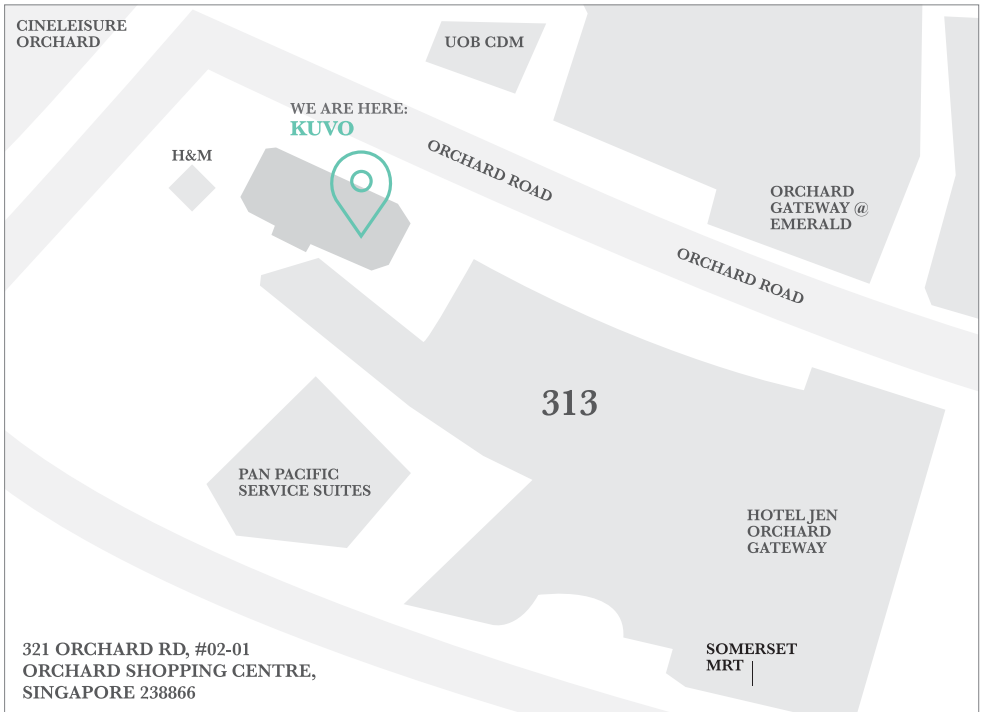 CINELEISURE
ORCHARD
UOB CDM
WE ARE HERE:
KUVO
H&M
ORCHARD ROAD
ORCHARD
GATEWAY @
EMERALD
ORCHARD ROAD
313
PAN PACIFIC
SERVICE SUITES
HOTEL JEN
ORCHARD
GATEWAY
SOMERSET
MRT
321 ORCHARD RD, #02-01
ORCHARD SHOPPING CENTRE,
SINGAPORE 238866